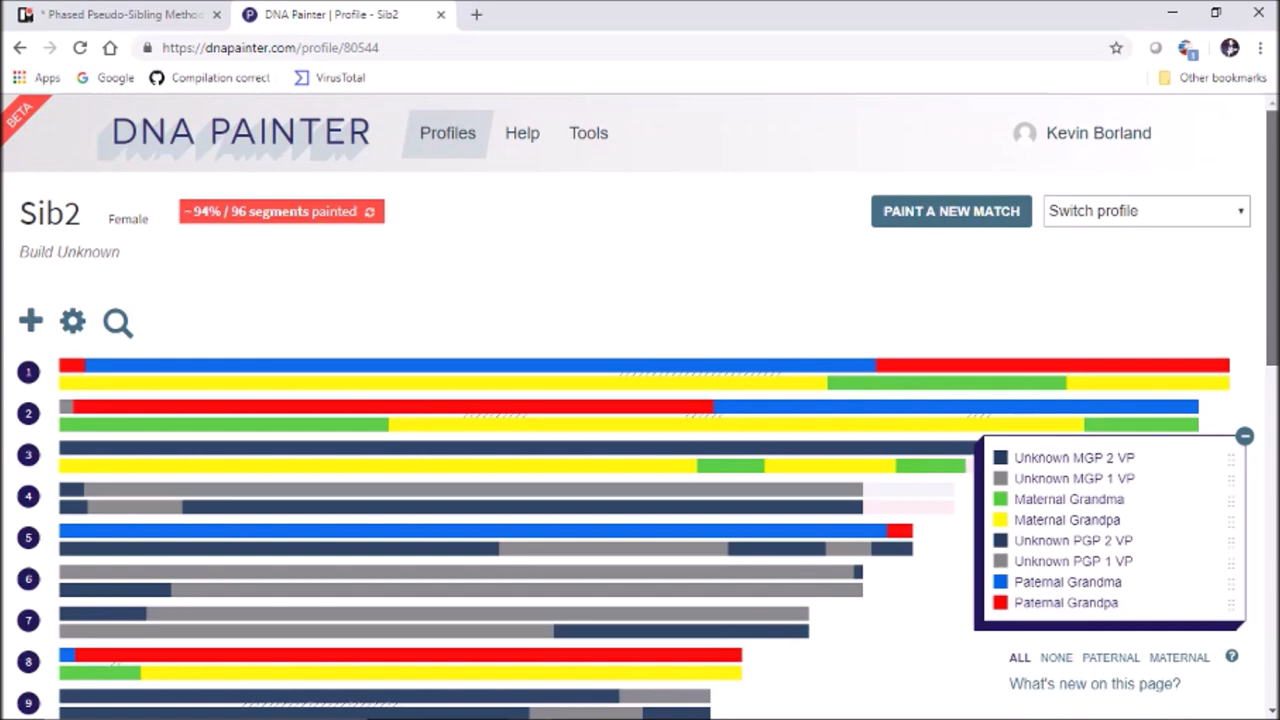 * Phased Pseudo-Sibling Metho
DNA Painter | Profile - Sib2
https://dnapainter.com/profile/80544
Apps Google Compilation correct VirusTotal Other bookmarks
1
BETA
DNA PAINTER Profiles Help Tools Kevin Borland
Sib2 Female ~94% / 96 segments painted PAINT A NEW MATCH Switch profile
Build Unknown
1
2
3
4
5
6
7
8
9
Unknown MGP 2 VP
Unknown MGP 1 VP
Maternal Grandma
Maternal Grandpa
Unknown PGP 2 VP
Unknown PGP 1 VP
Paternal Grandma
Paternal Grandpa
ALL NONE PATERNAL MATERNAL ?
What's new on this page?